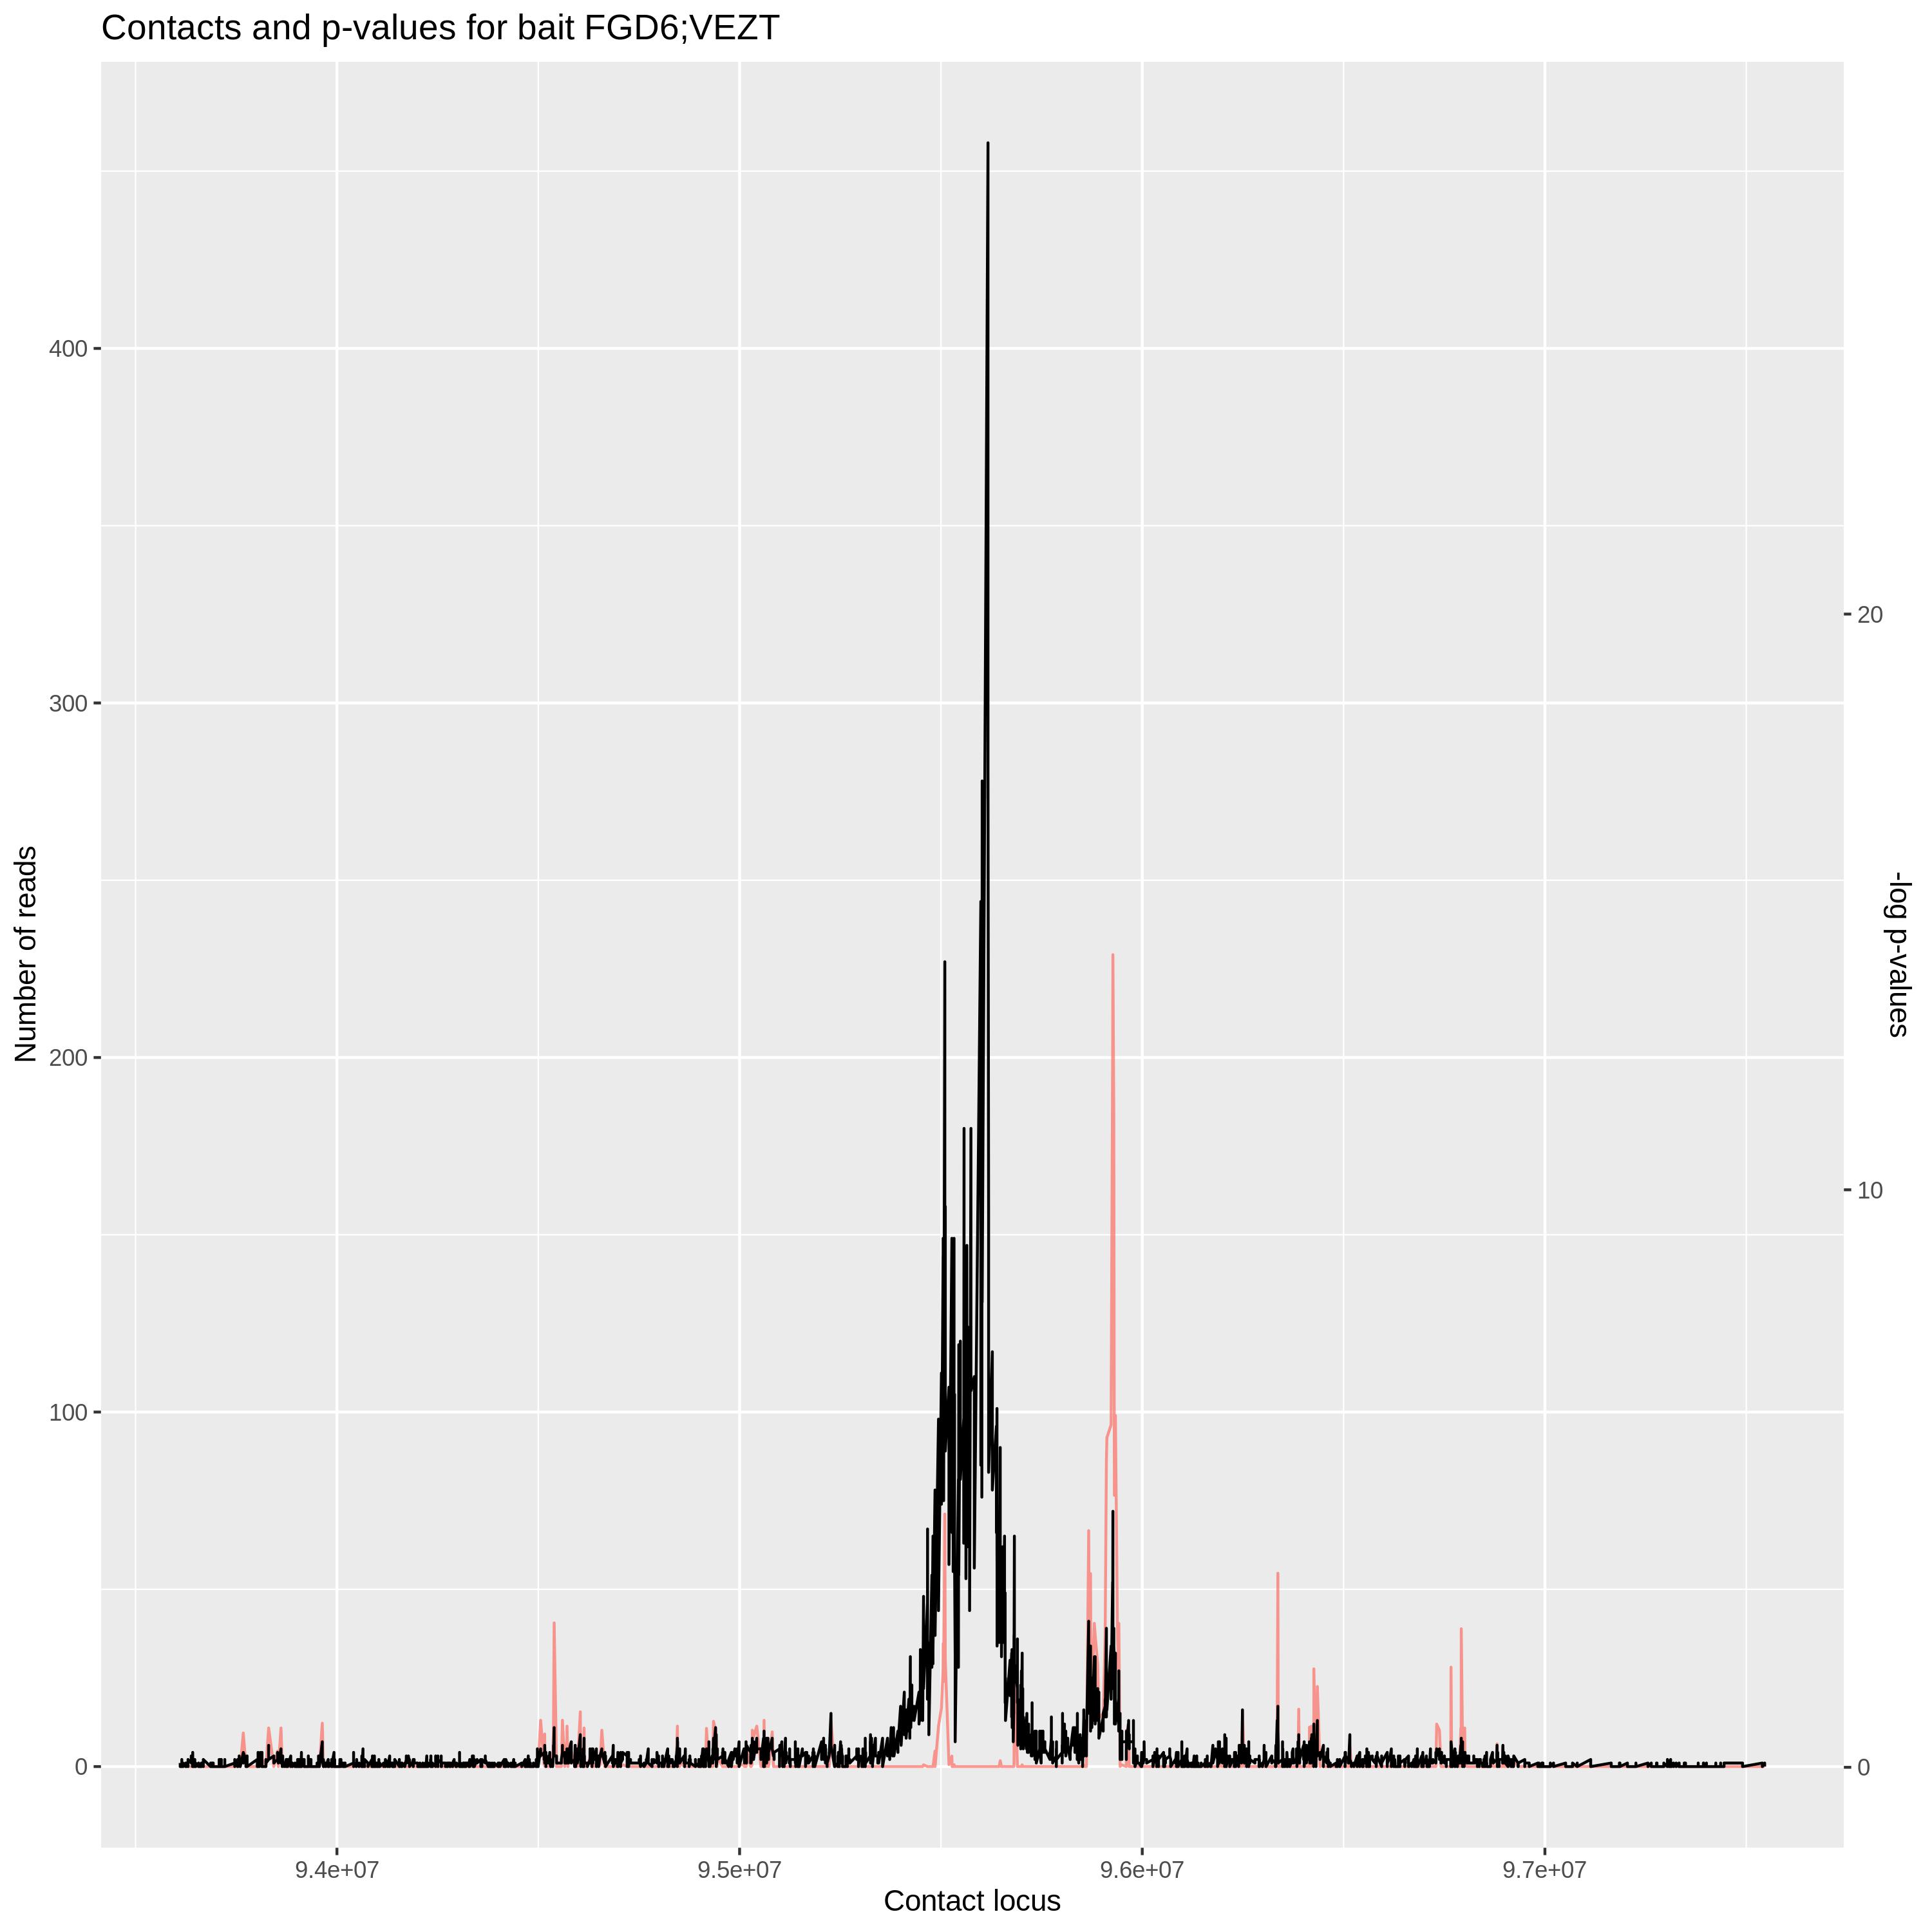 Contacts and p-values for bait FGD6;VEZT
Number of reads
400
300
200
100
0
20
10
0
-log p-values
9.4e+07
9.5e+07
9.6e+07
9.7e+07
Contact locus